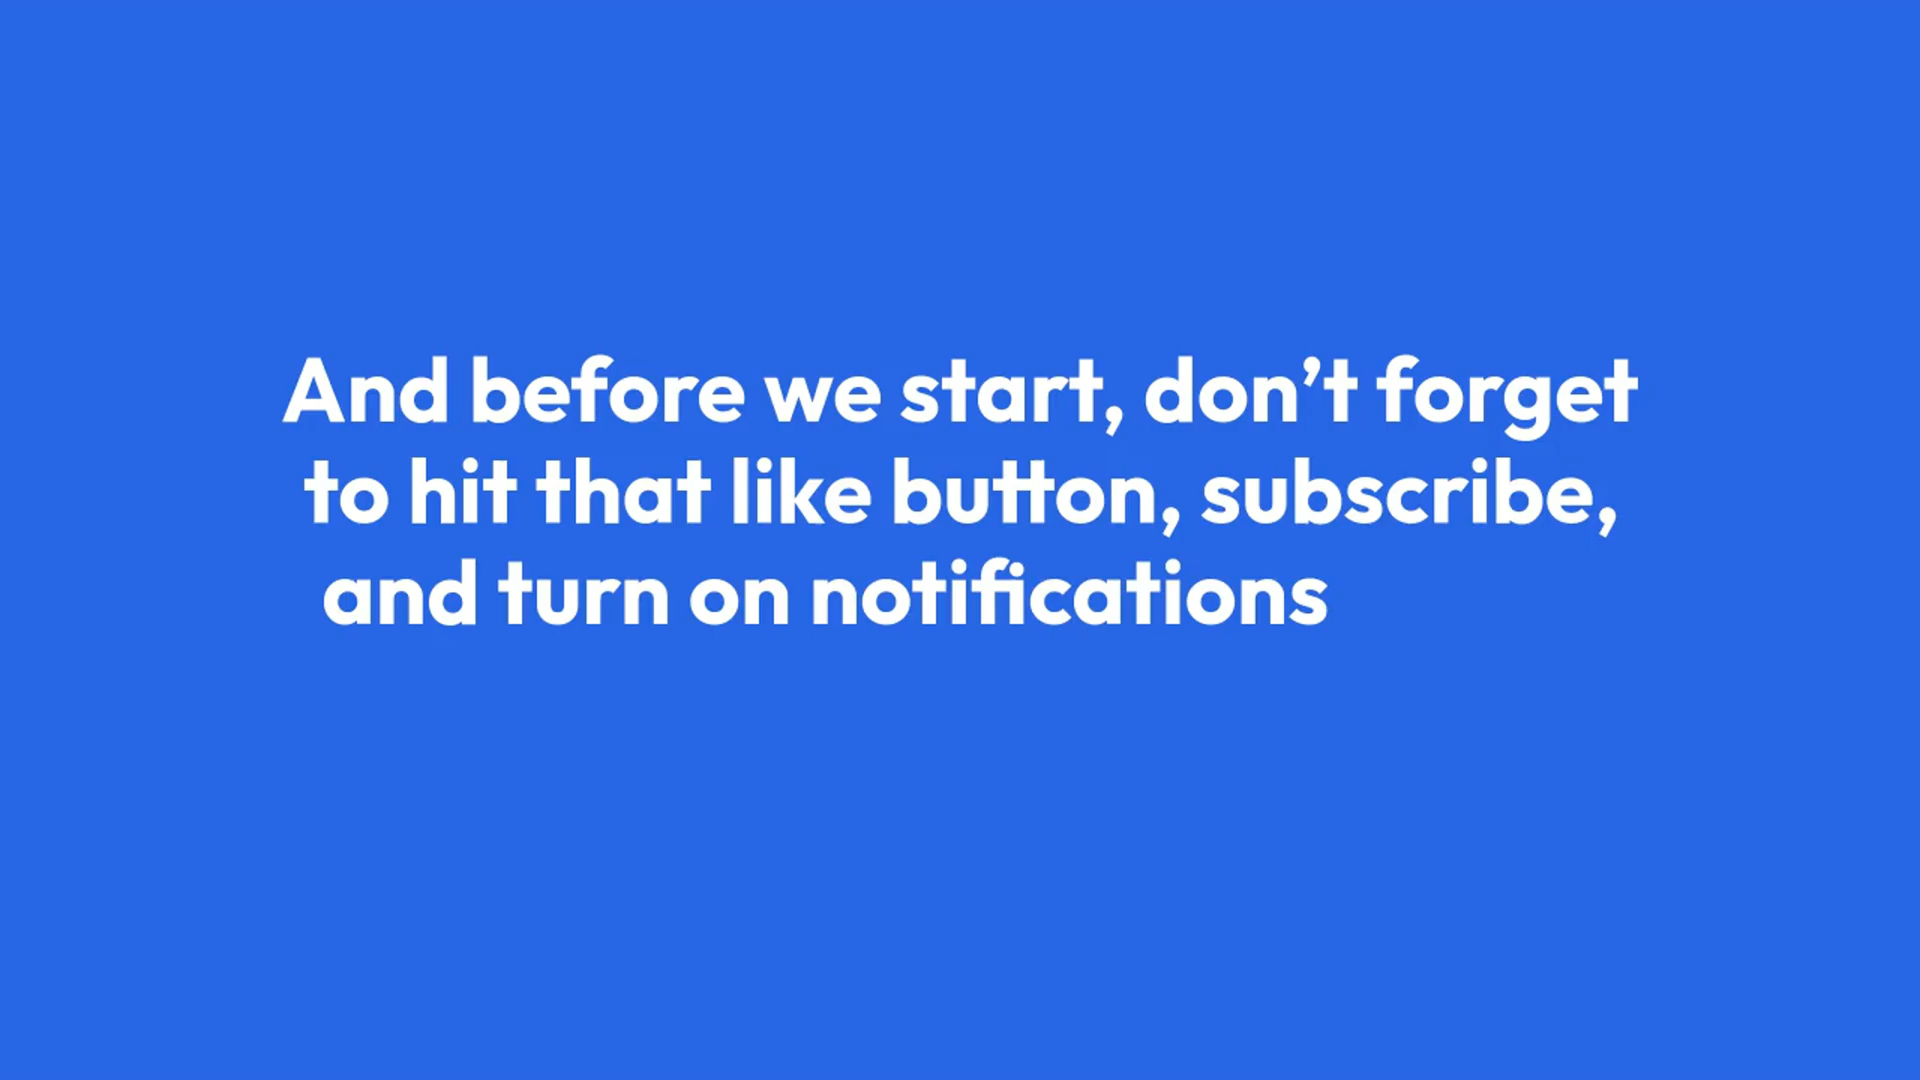 And before we start, don’t forget
to hit that like button, subscribe,
and turn on notifications